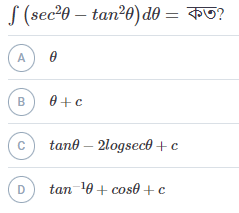 ∫ (sec²θ − tan²θ)dθ = কত?
A θ
B θ + c
C tanθ − 2logsecθ + c
D tan⁻¹θ + cosθ + c